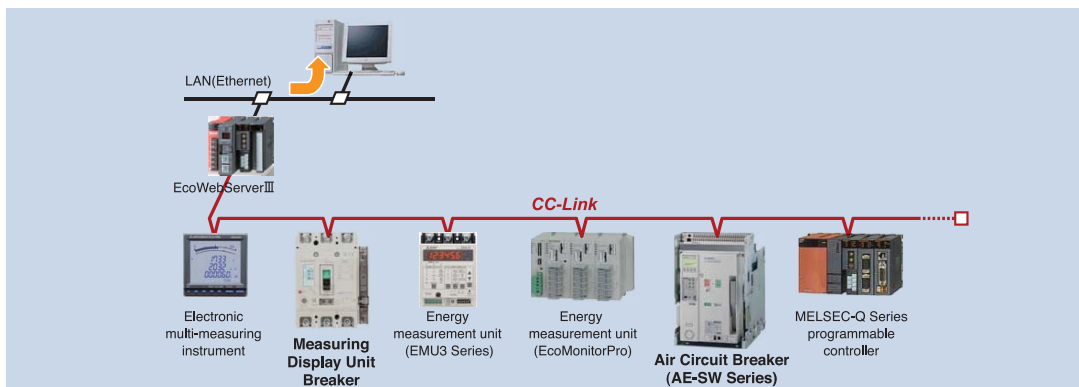 LAN(Ethernet)
EcoWebServerⅢ
CC-Link
Electronic
multi-measuring
instrument
Measuring
Display Unit
Breaker
Energy
measurement unit
(EMU3 Series)
Energy
measurement unit
(EcoMonitorPro)
Air Circuit Breaker
(AE-SW Series)
MELSEC-Q Series
programmable
controller